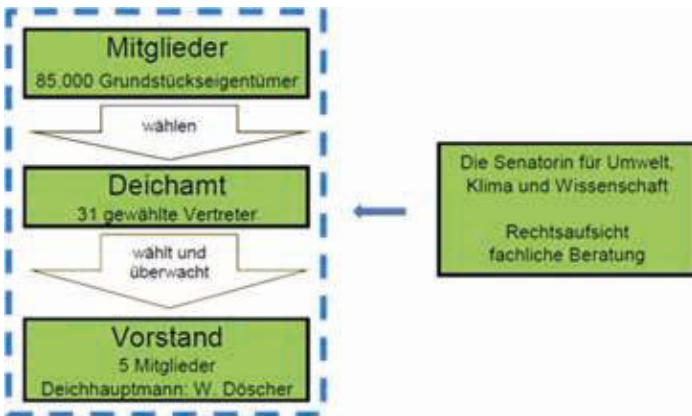 Mitglieder
85.000 Grundstückseigentümer
wählen
Deichamt
31 gewählte Vertreter
wählt und
überwacht
Vorstand
5 Mitglieder
Deichhauptmann: W. Döscher
Die Senatorin für Umwelt,
Klima und Wissenschaft
Rechtsaufsicht
fachliche Beratung